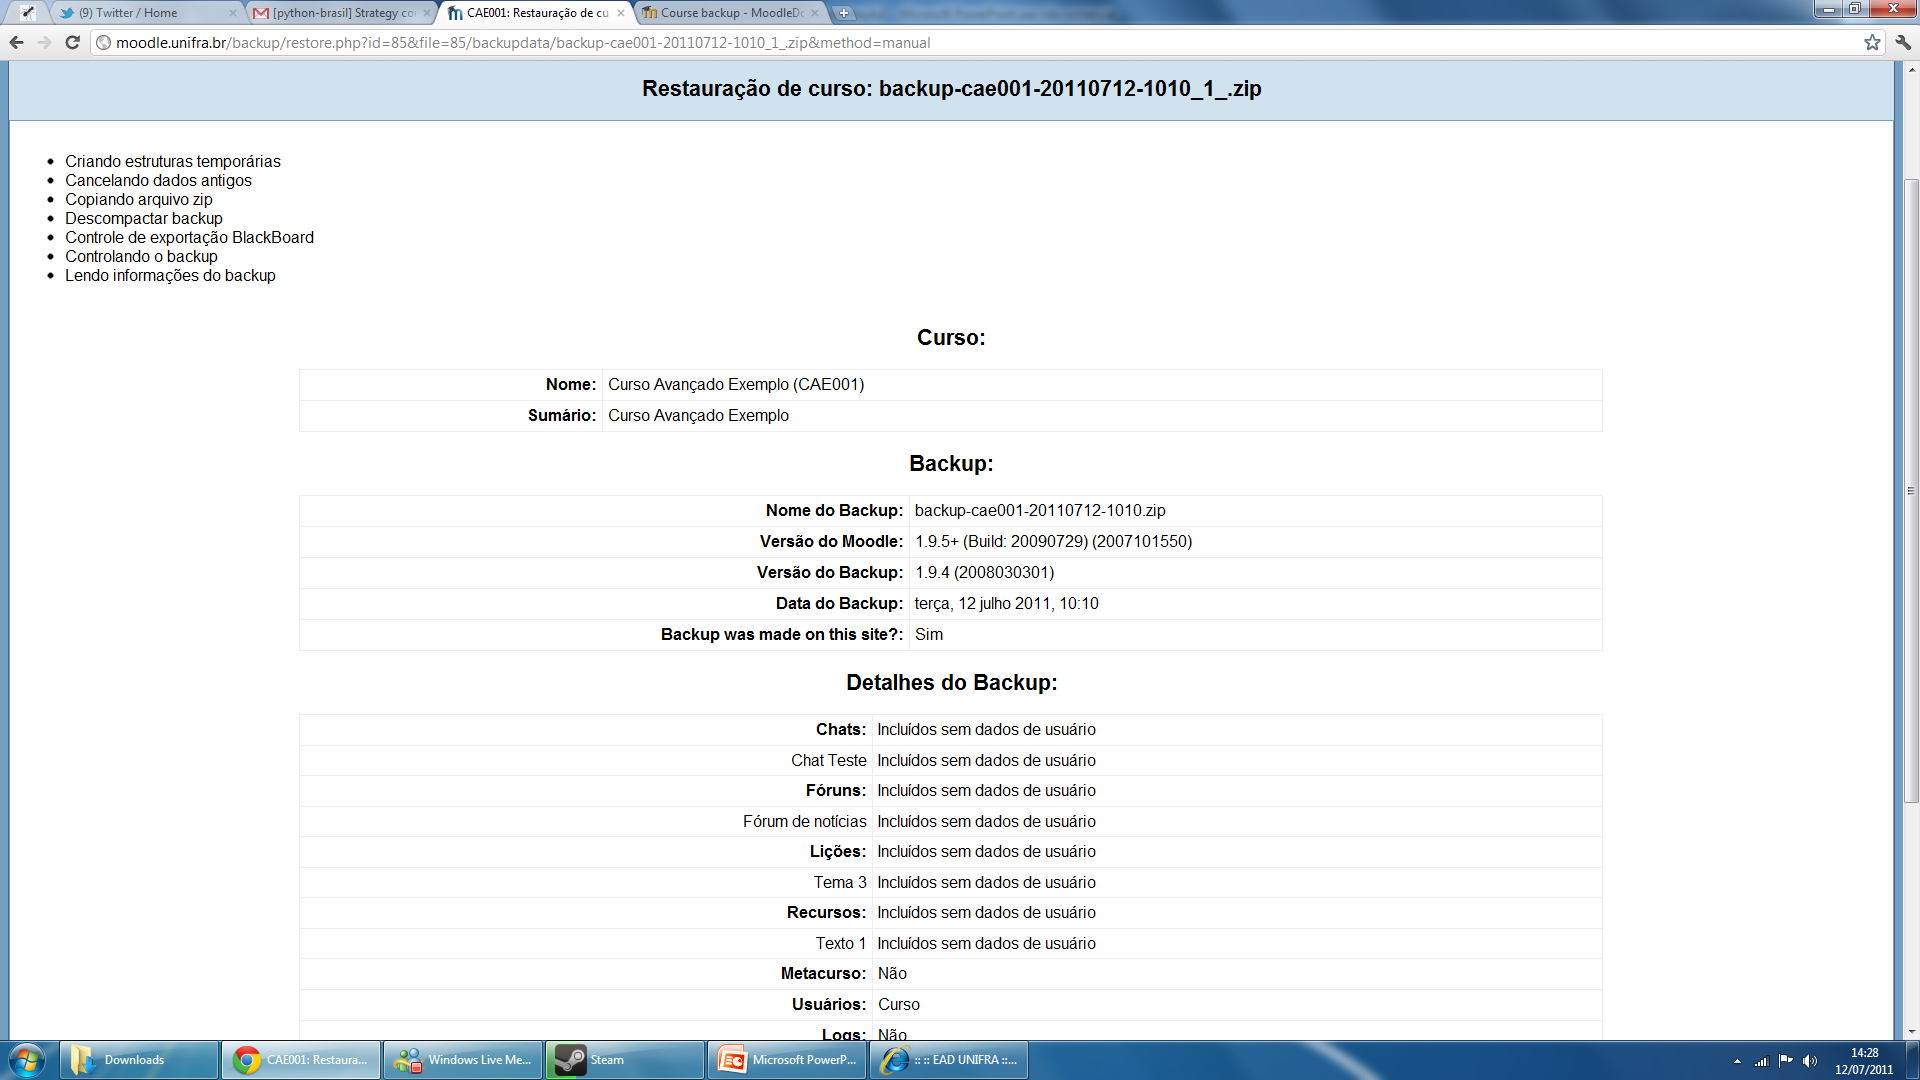 (9) Twitter / Home
[python-brasil] Strategy co
CAE001: Restauração de cu
Course backup - MoodleDo
moodle.unifra.br/backup/restore.php?id=85&file=85/backupdata/backup-cae001-20110712-1010_1_.zip&method=manual
Restauração de curso: backup-cae001-20110712-1010_1_.zip
Criando estruturas temporárias
Cancelando dados antigos
Copiando arquivo zip
Descompactar backup
Controle de exportação BlackBoard
Controlando o backup
Lendo informações do backup
Curso:
Nome: Curso Avançado Exemplo (CAE001)
Sumário: Curso Avançado Exemplo
Backup:
Nome do Backup: backup-cae001-20110712-1010.zip
Versão do Moodle: 1.9.5+ (Build: 20090729) (2007101550)
Versão do Backup: 1.9.4 (2008030301)
Data do Backup: terça, 12 julho 2011, 10:10
Backup was made on this site?: Sim
Detalhes do Backup:
Chats: Incluídos sem dados de usuário
Chat Teste Incluídos sem dados de usuário
Fóruns: Incluídos sem dados de usuário
Fórum de notícias Incluídos sem dados de usuário
Lições: Incluídos sem dados de usuário
Tema 3 Incluídos sem dados de usuário
Recursos: Incluídos sem dados de usuário
Texto 1 Incluídos sem dados de usuário
Metacurso: Não
Usuários: Curso
Logs: Não
Downloads
CAE001: Restaura...
Windows Live Me...
Steam
Microsoft PowerP...
:: :: EAD UNIFRA ::...
14:28
12/07/2011